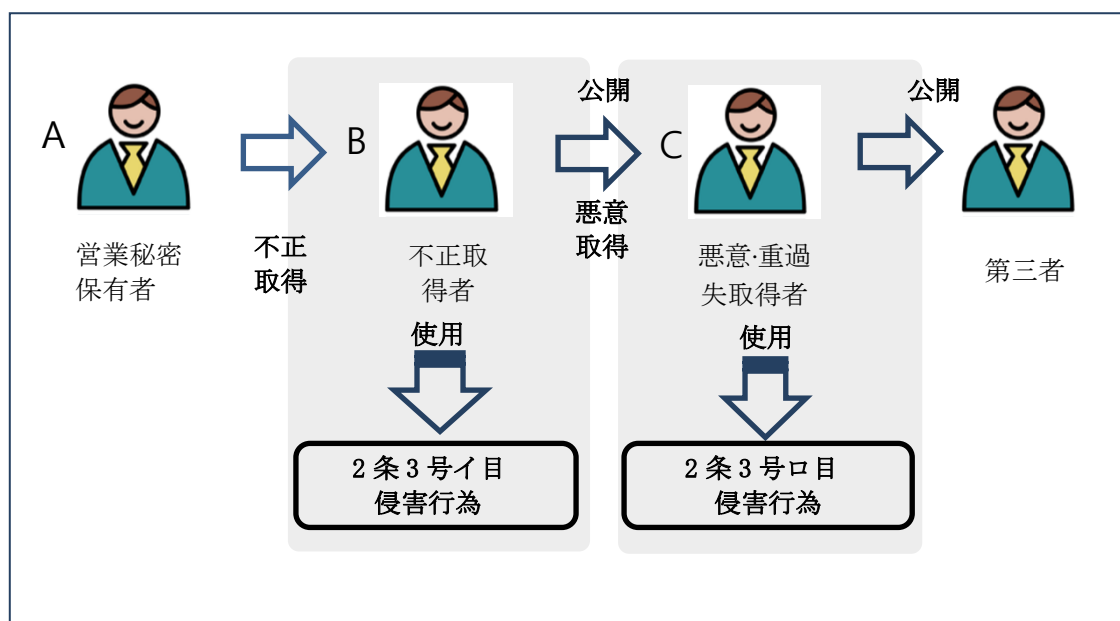 A
営業秘密
保有者
不正
取得
B
不正取
得者
使用
2条3号イ目
侵害行為
公開
悪意
取得
C
悪意·重過
失取得者
使用
2条3号ロ目
侵害行為
公開
第三者